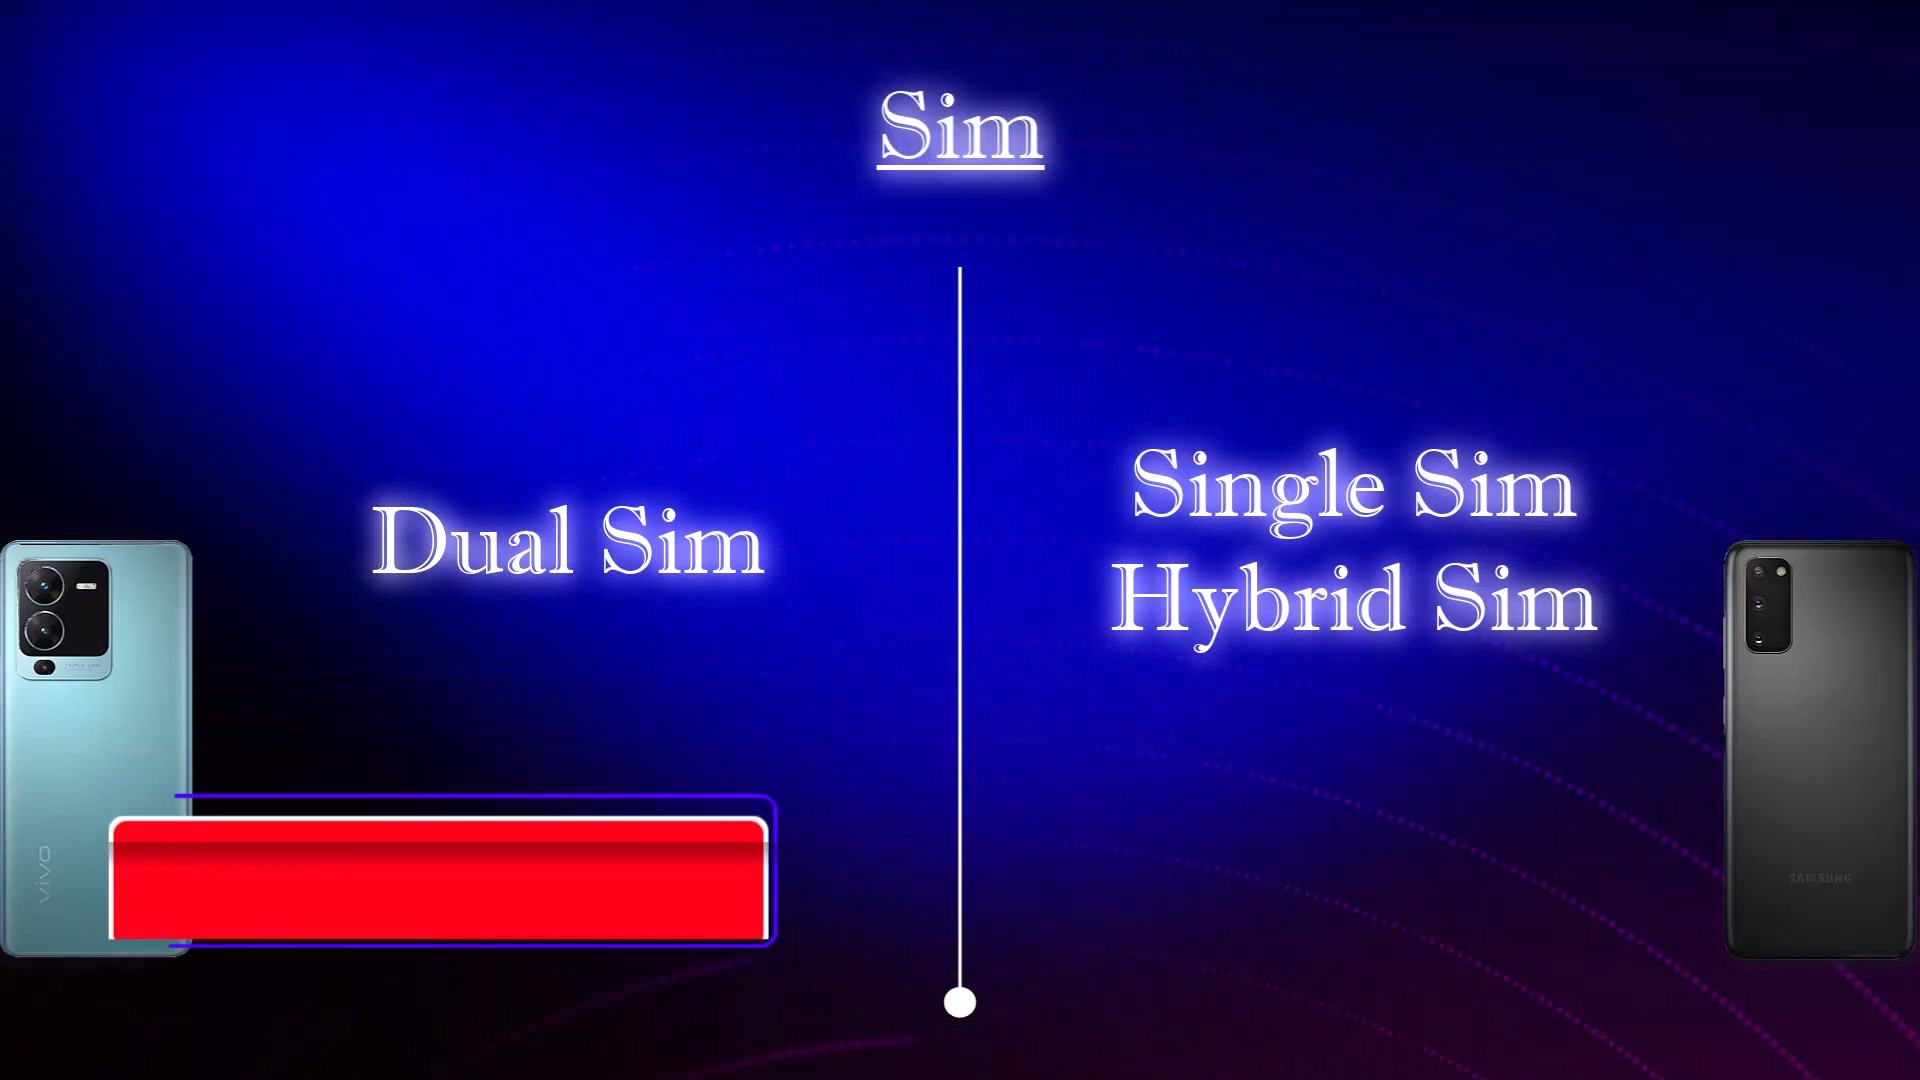 Sim
Dual Sim
Single Sim
Hybrid Sim
vivo
SAMSUNG